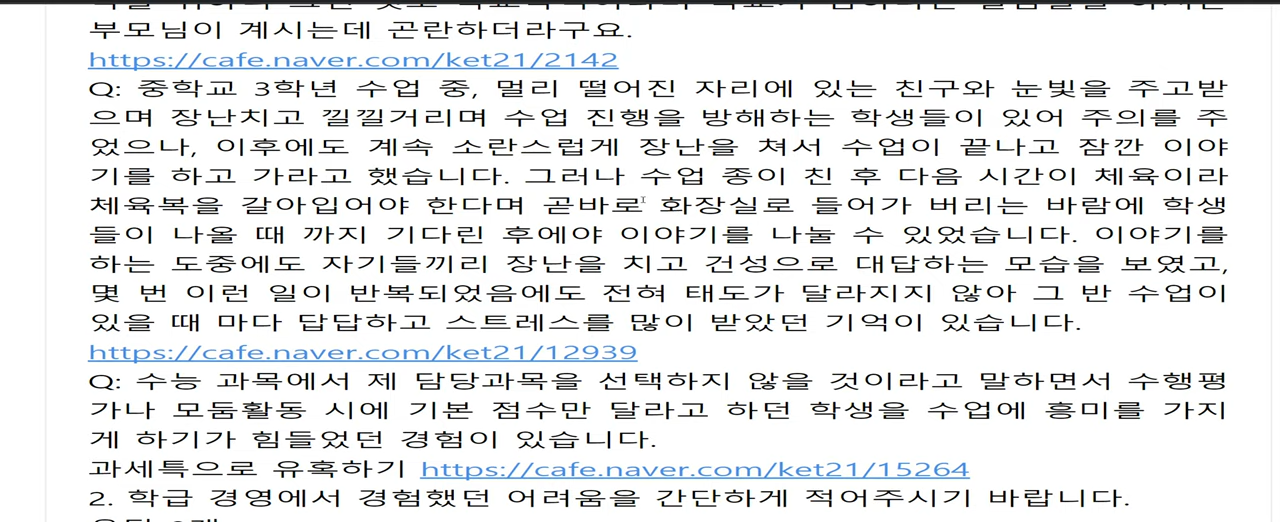 부모님이 계시는데 곤란하더라구요.
https://cafe.naver.com/ket21/2142
Q: 중학교 3학년 수업 중, 멀리 떨어진 자리에 있는 친구와 눈빛을 주고받
으며 장난치고 낄낄거리며 수업 진행을 방해하는 학생들이 있어 주의를 주
었으나, 이후에도 계속 소란스럽게 장난을 쳐서 수업이 끝나고 잠깐 이야
기를 하고 가라고 했습니다. 그러나 수업 종이 친 후 다음 시간이 체육이라
체육복을 갈아입어야 한다며 곧바로 화장실로 들어가 버리는 바람에 학생
들이 나올 때 까지 기다린 후에야 이야기를 나눌 수 있었습니다. 이야기를
하는 도중에도 자기들끼리 장난을 치고 건성으로 대답하는 모습을 보였고,
몇 번 이런 일이 반복되었음에도 전혀 태도가 달라지지 않아 그 반 수업이
있을 때 마다 답답하고 스트레스를 많이 받았던 기억이 있습니다.
https://cafe.naver.com/ket21/12939
Q: 수능 과목에서 제 담당과목을 선택하지 않을 것이라고 말하면서 수행평
가나 모둠활동 시에 기본 점수만 달라고 하던 학생을 수업에 흥미를 가지
게 하기가 힘들었던 경험이 있습니다.
과세특으로 유혹하기 https://cafe.naver.com/ket21/15264
2. 학급 경영에서 경험했던 어려움을 간단하게 적어주시기 바랍니다.